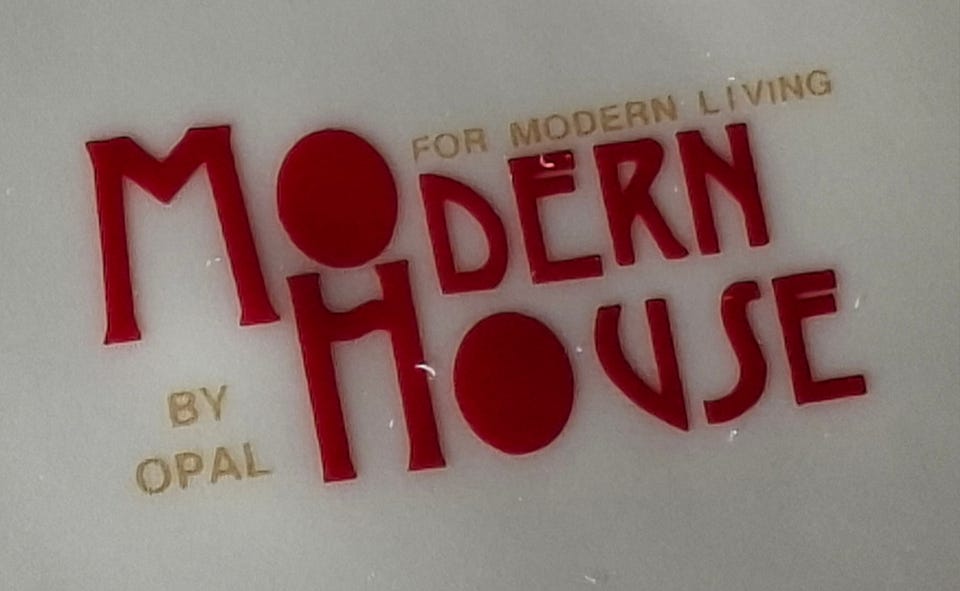 FOR MODERN LIVING
MODERN
HOUSE
BY
OPAL